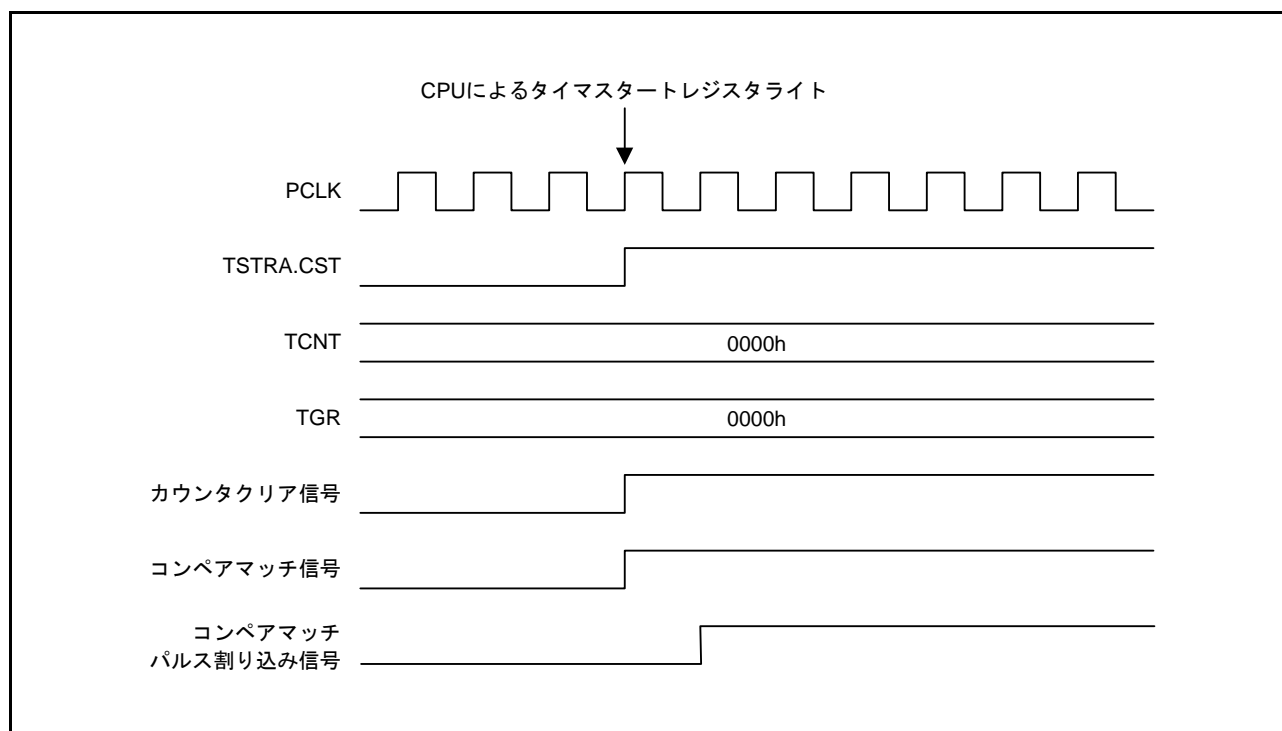 CPUによるタイマスタートレジスタライト
PCLK
TSTRA.CST
TCNT
0000h
TGR
0000h
カウンタクリア信号
コンペアマッチ信号
コンペアマッチ
パルス割り込み信号